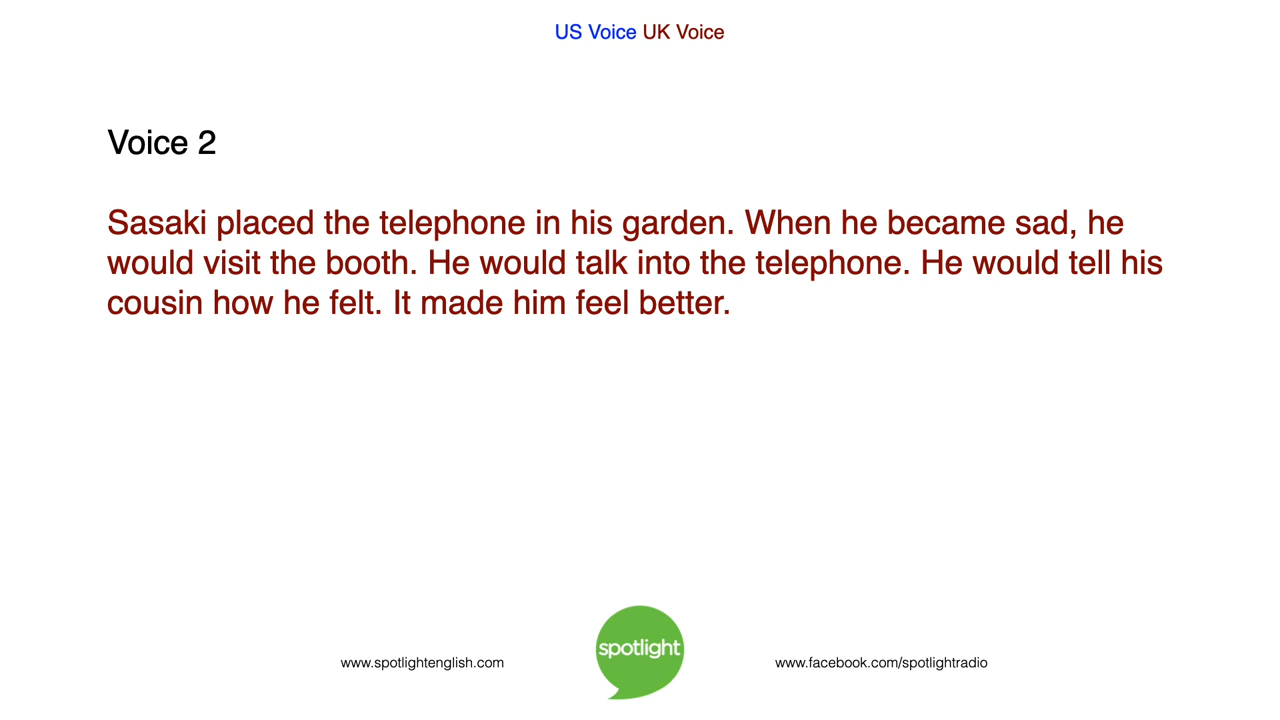 US Voice UK Voice
Voice 2
Sasaki placed the telephone in his garden. When he became sad, he
would visit the booth. He would talk into the telephone. He would tell his
cousin how he felt. It made him feel better.
spotlight
www.spotlightenglish.com
www.facebook.com/spotlightradio